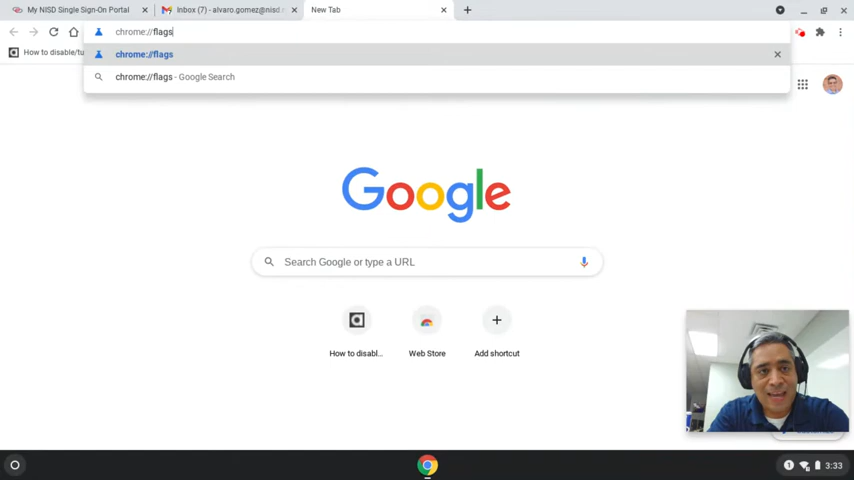 My NISD Single Sign-On Portal
Inbox (7) - alvaro.gomez@nisd.
New Tab
chrome://flags
How to disable/tu
chrome://flags
chrome://flags - Google Search
Google
Search Google or type a URL
How to disabl...
Web Store
Add shortcut
1
3:33